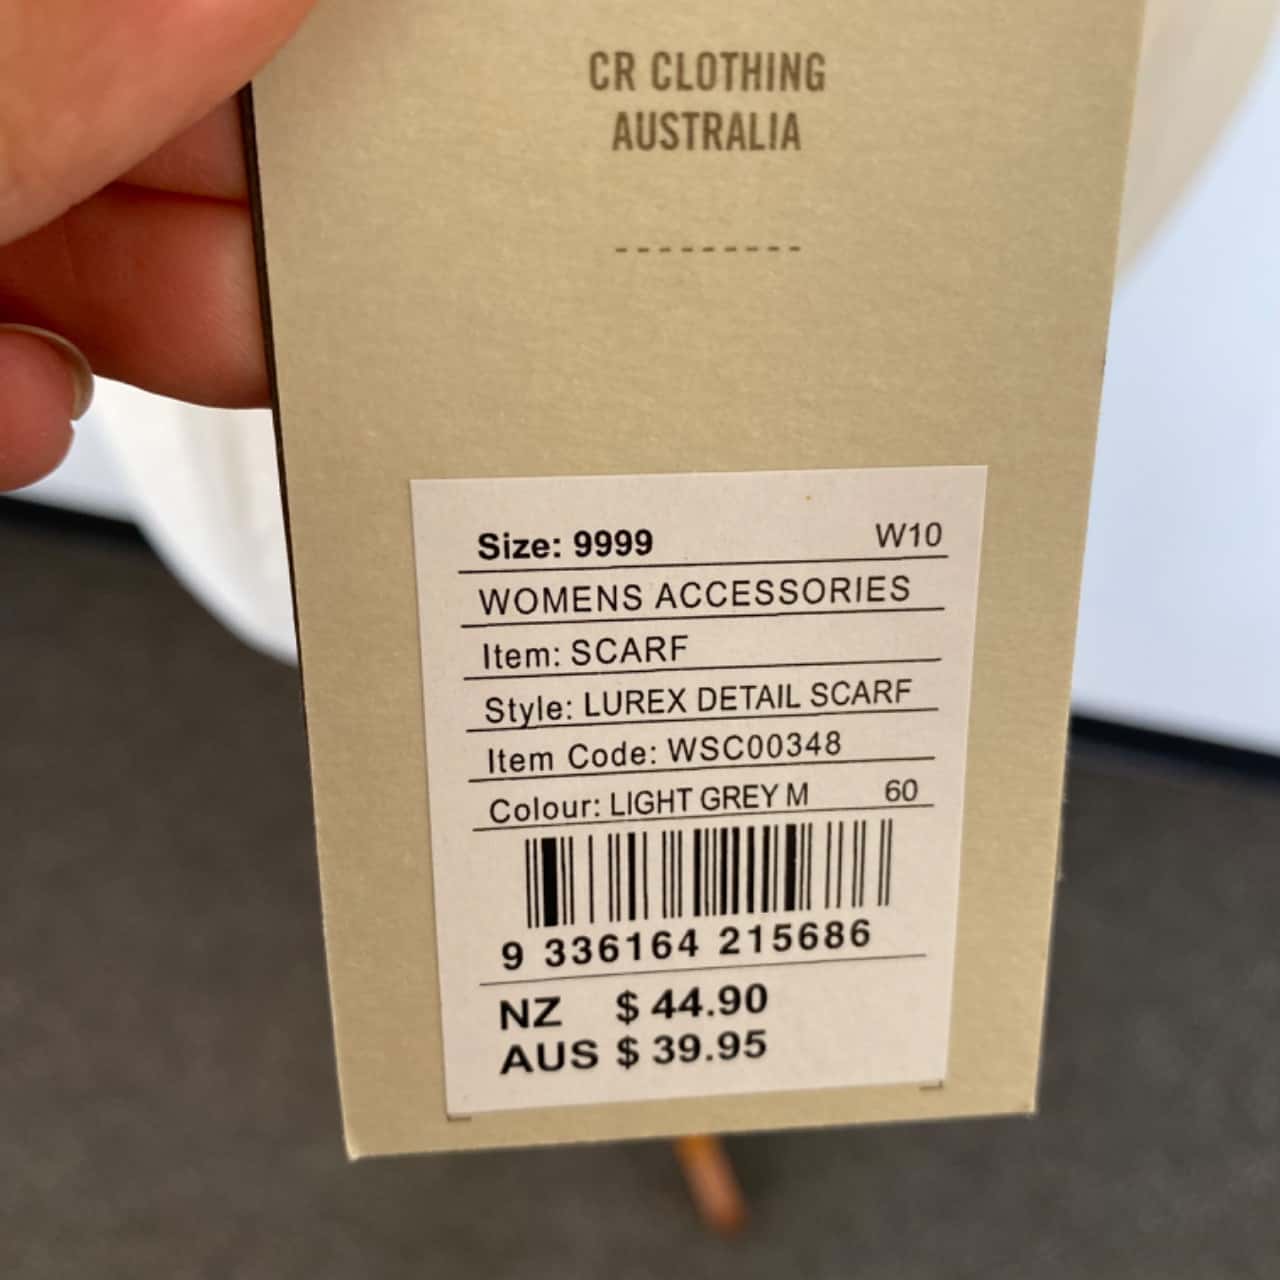 CR CLOTHING
AUSTRALIA
Size: 9999 W10
WOMENS ACCESSORIES
Item: SCARF
Style: LUREX DETAIL SCARF
Item Code: WSC00348
Colour: LIGHT GREY M 60
9 336164 215686
NZ $ 44.90
AUS $ 39.95